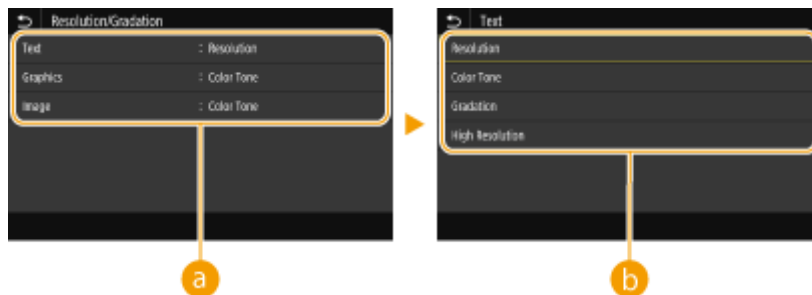 Resolution/Gradation
Text : Resolution
Graphics : Color Tone
Image : Color Tone
a
Text
Resolution
Color Tone
Gradation
High Resolution
b